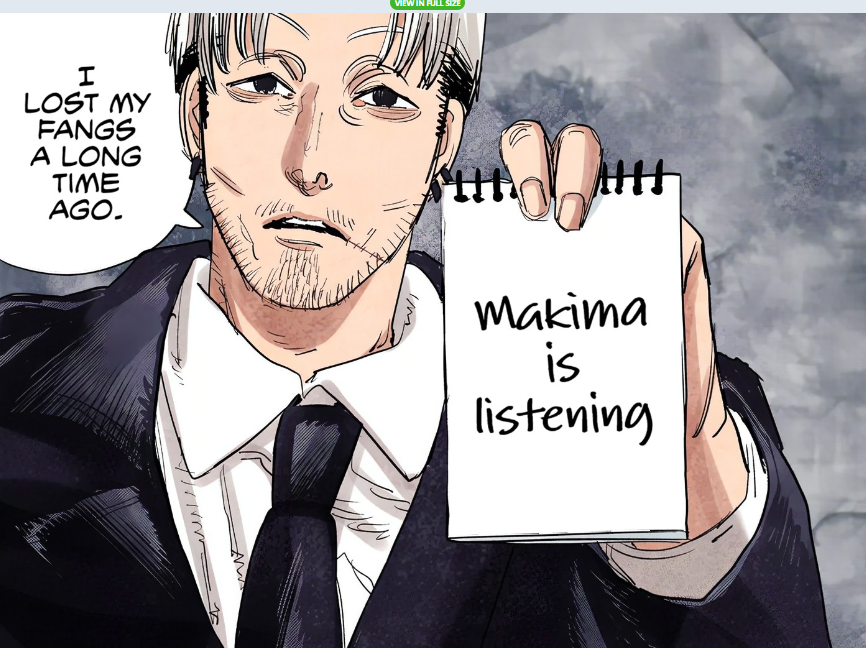 VIEW IN FULL SIZE
I
LOST MY
FANGS
A LONG
TIME
AGO.
Makima
is
listening